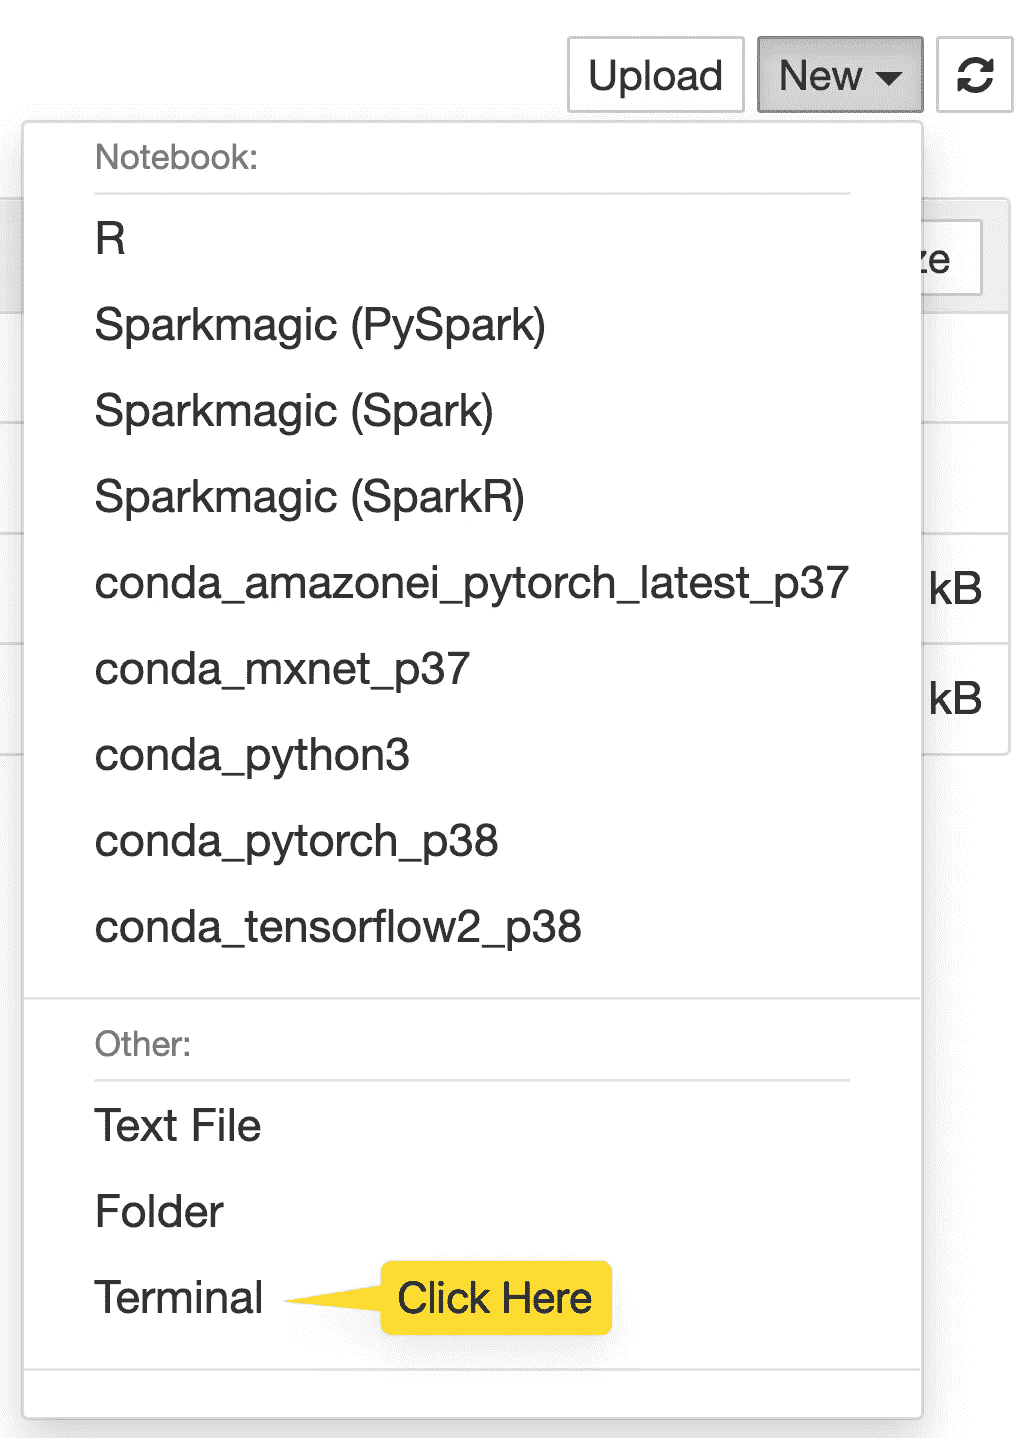 Upload New
Notebook:
R
ze
Sparkmagic (PySpark)
Sparkmagic (Spark)
Sparkmagic (SparkR)
conda_amazonei_pytorch_latest_p37
kB
conda_mxnet_p37
kB
conda_python3
conda_pytorch_p38
conda_tensorflow2_p38
Other:
Text File
Folder
Terminal
Click Here